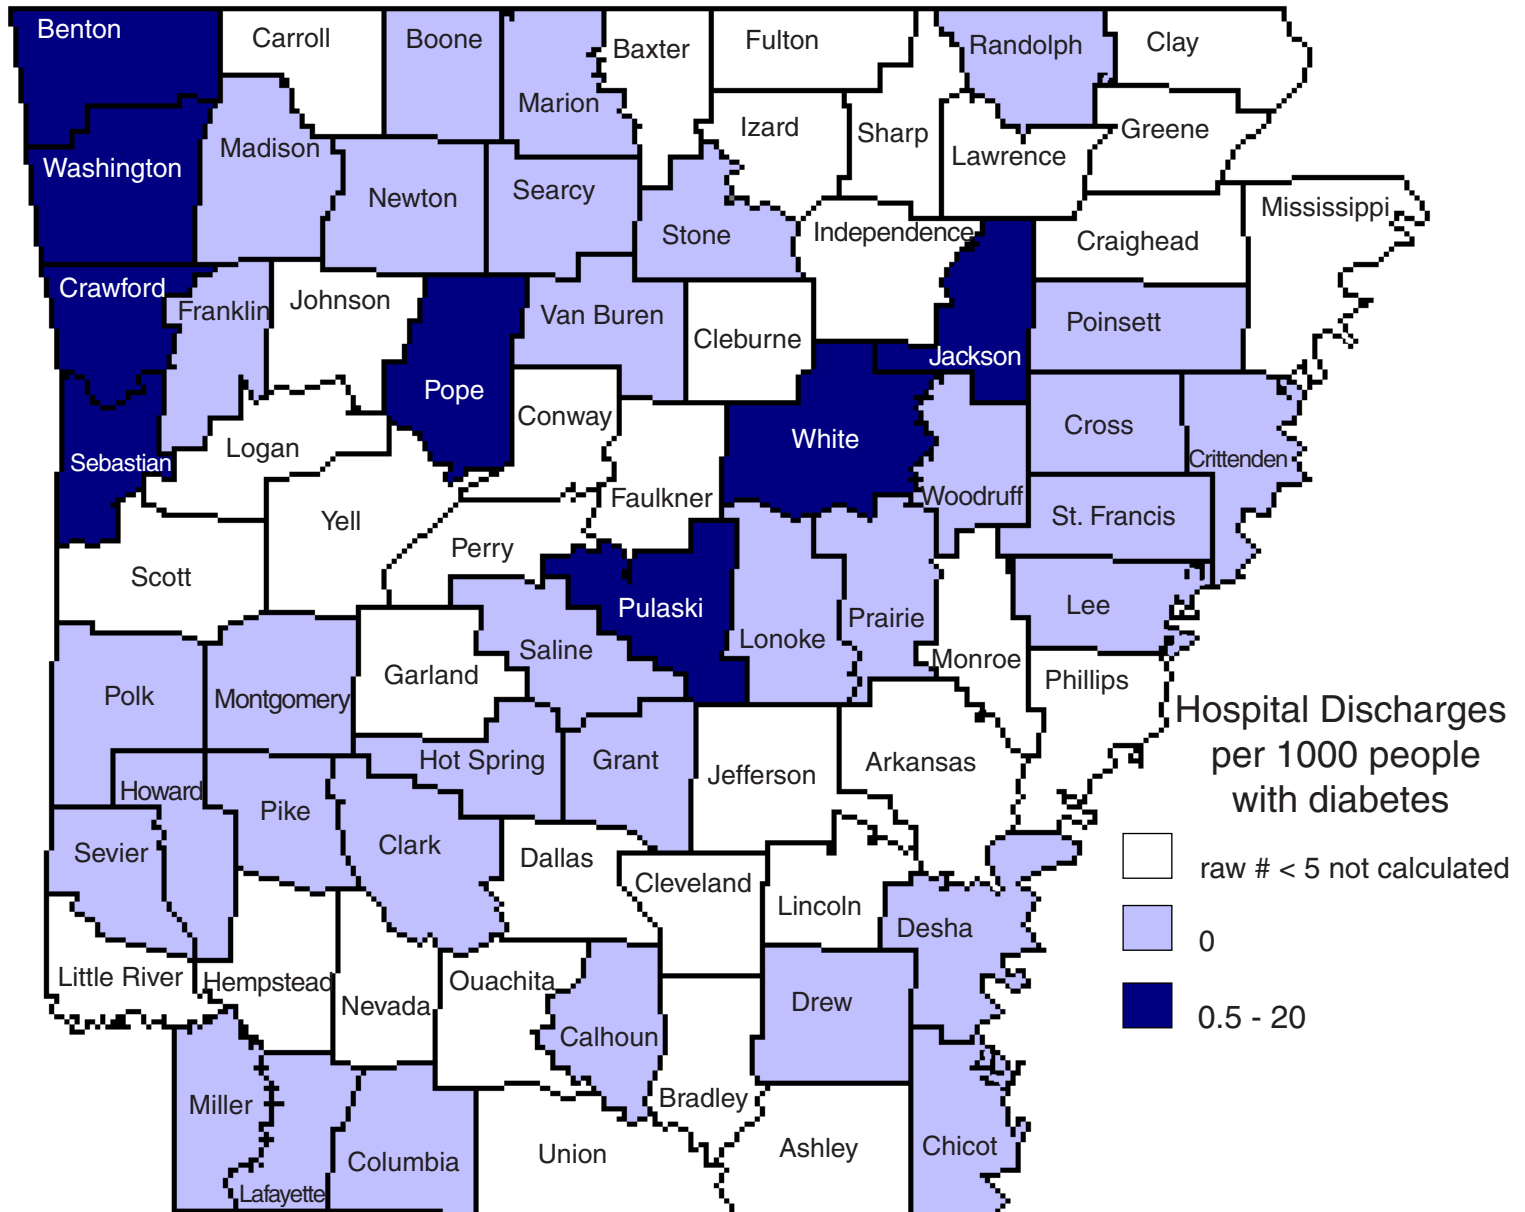 Benton
Carroll
Boone
Marion
Baxter
Fulton
Randolph
Clay
Izard
Sharp
Greene
Lawrence
Washington
Madison
Newton
Searcy
Stone
Independence
Craighead
Mississippi
Crawford
Franklin
Johnson
Van Buren
Cleburne
Jackson
Poinsett
Pope
Conway
White
Cross
Crittenden
Sebastian
Logan
Faulkner
Woodruff
St. Francis
Yell
Perry
Scott
Pulaski
Lonoke
Prairie
Lee
Saline
Garland
Monroe
Phillips
Polk
Montgomery
Hot Spring
Grant
Jefferson
Arkansas
Howard
Pike
Sevier
Clark
Dallas
Cleveland
Lincoln
Desha
Little River
Hempstead
Nevada
Ouachita
Calhoun
Drew
Bradley
Miller
Lafayette
Columbia
Union
Ashley
Chicot
Hospital Discharges
per 1000 people
with diabetes
raw # < 5 not calculated
0
0.5 - 20